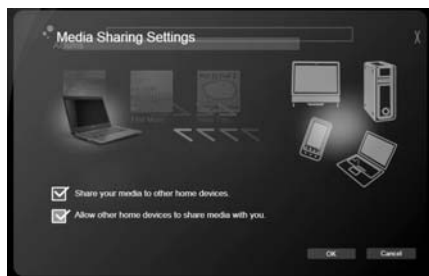 Media Sharing Settings
Share your media to other home devices.
Allow other home devices to share media with you.
OK
Cancel